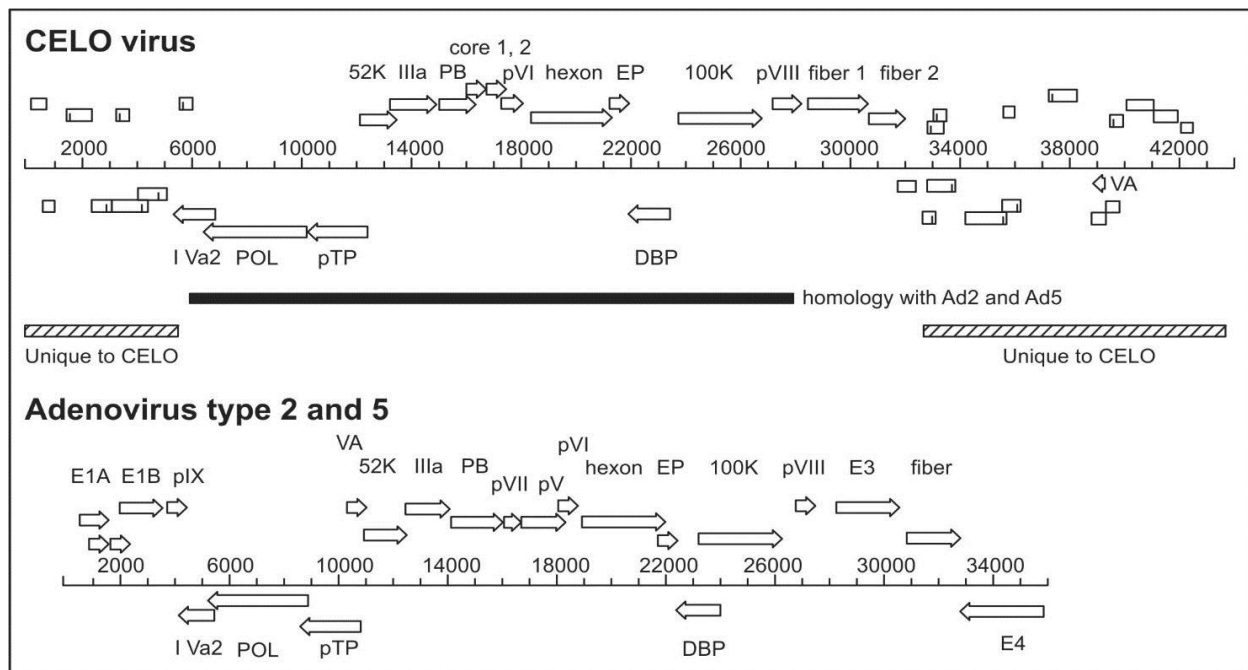 CELO virus
core 1, 2
52K IIIa PB pVI hexon EP 100K pVIII fiber 1 fiber 2
2000 6000 10000 14000 18000 22000 26000 30000 34000 38000 42000
VA
I Va2 POL pTP DBP
homology with Ad2 and Ad5
Unique to CELO Unique to CELO
Adenovirus type 2 and 5
VA pVI
E1A E1B pIX 52K IIIa PB pVII pV hexon EP 100K pVIII E3 fiber
2000 6000 10000 14000 18000 22000 26000 30000 34000
I Va2 POL pTP DBP E4